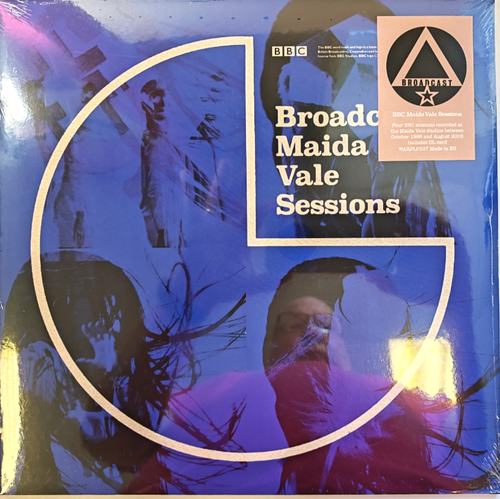 BBC
Broadc
Maida
Vale
Sessions
BROADCAST
BBC Maida Vale Sessions
Four BBC sessions recorded at
the Maida Vale studios between
October 1996 and August 2003
Includes DL card
WARPLP337 Made in EU